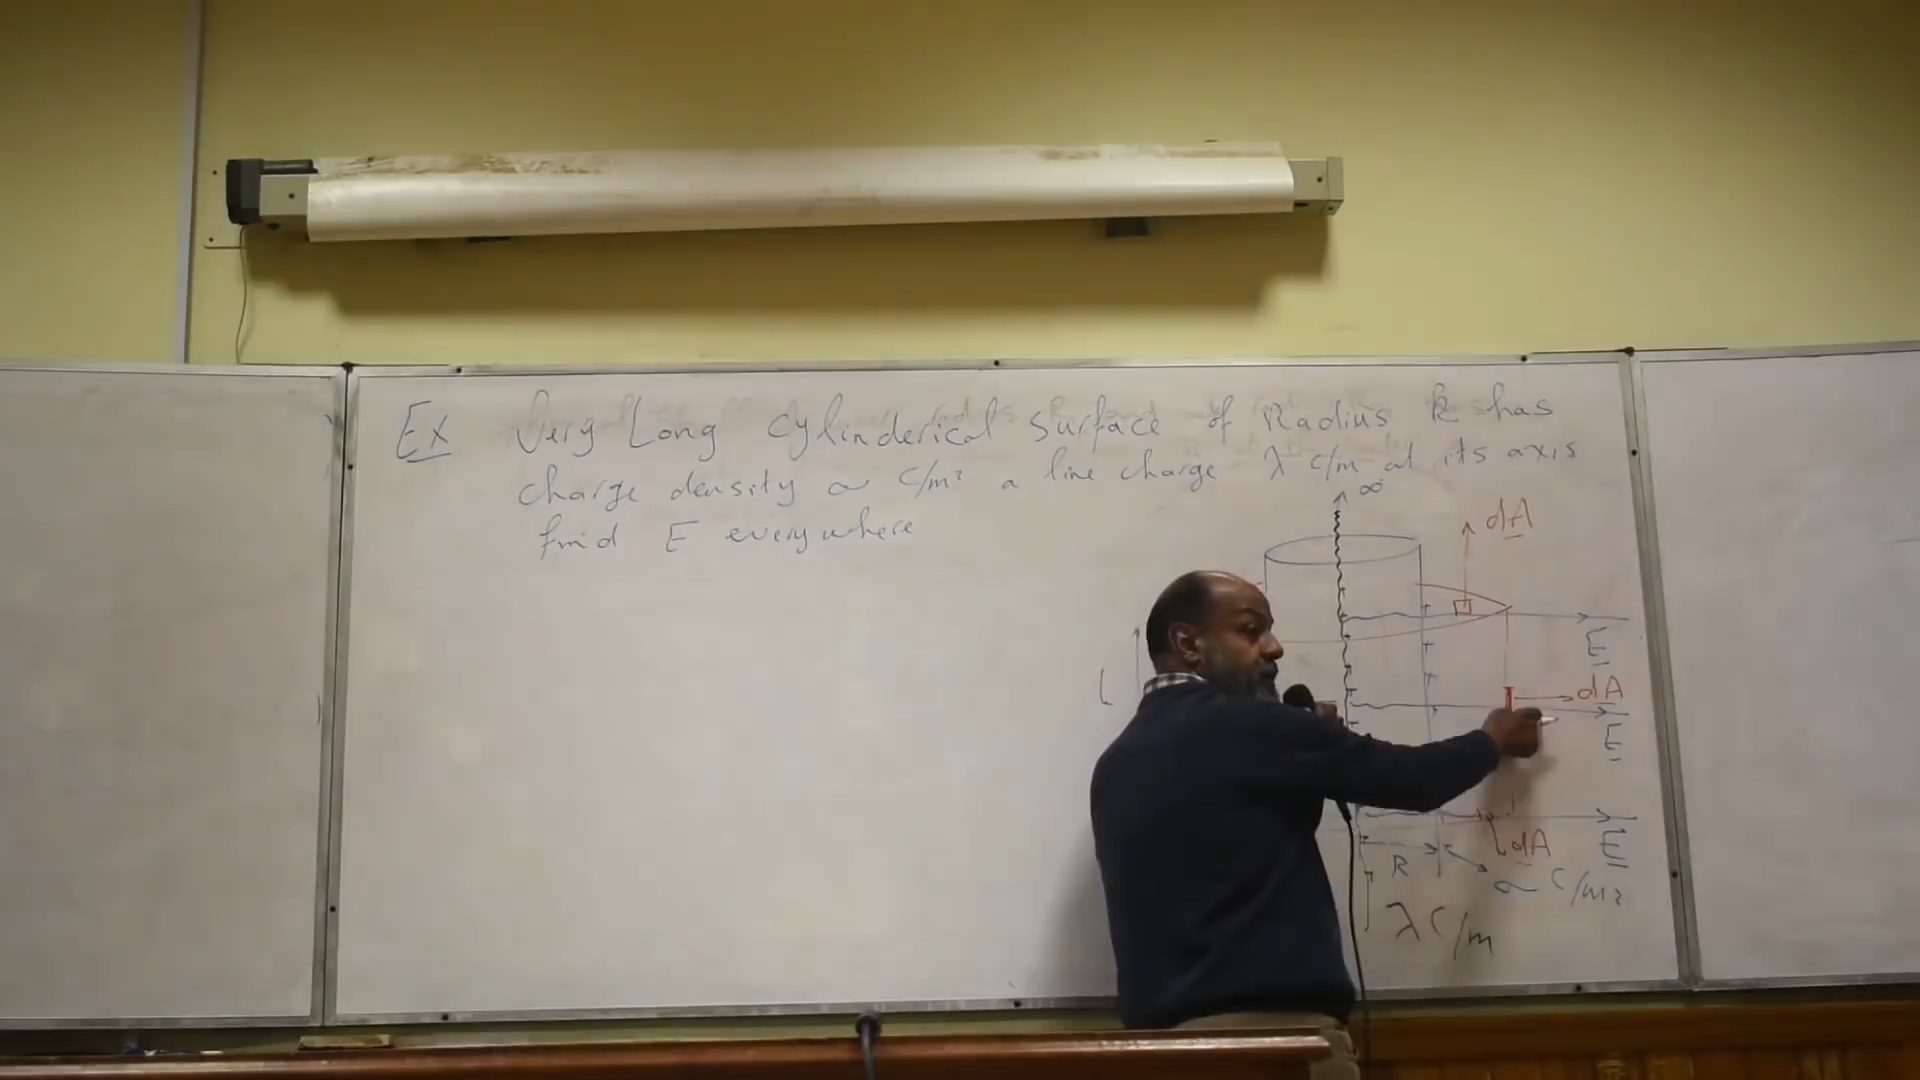 Ex Very Long Cylinderical Surface of Radius R has
charge density σ C/m² a line charge λ C/m at its axis
find E everywhere
∞
dA
E
L
dA
E
dA
E
R
σ C/m²
λ C/m